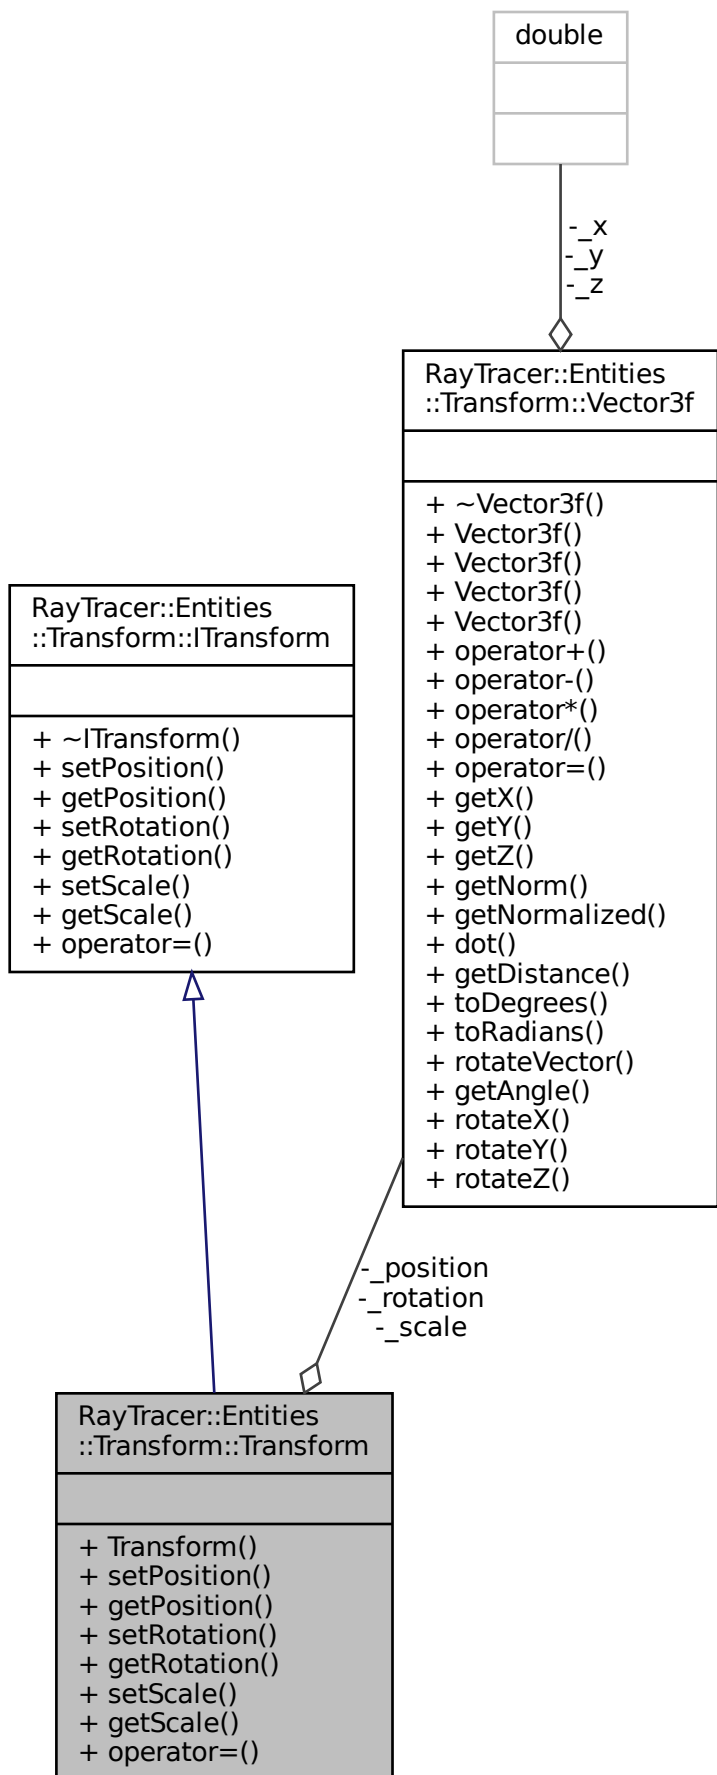 double
-_x
-_y
-_z
RayTracer::Entities
::Transform::Vector3f
+ ~Vector3f()
+ Vector3f()
+ Vector3f()
+ Vector3f()
+ Vector3f()
+ operator+()
+ operator-()
+ operator*()
+ operator/()
+ operator=()
+ getX()
+ getY()
+ getZ()
+ getNorm()
+ getNormalized()
+ dot()
+ getDistance()
+ toDegrees()
+ toRadians()
+ rotateVector()
+ getAngle()
+ rotateX()
+ rotateY()
+ rotateZ()
RayTracer::Entities
::Transform::ITransform
+ ~ITransform()
+ setPosition()
+ getPosition()
+ setRotation()
+ getRotation()
+ setScale()
+ getScale()
+ operator=()
-_position
-_rotation
-_scale
RayTracer::Entities
::Transform::Transform
+ Transform()
+ setPosition()
+ getPosition()
+ setRotation()
+ getRotation()
+ setScale()
+ getScale()
+ operator=()